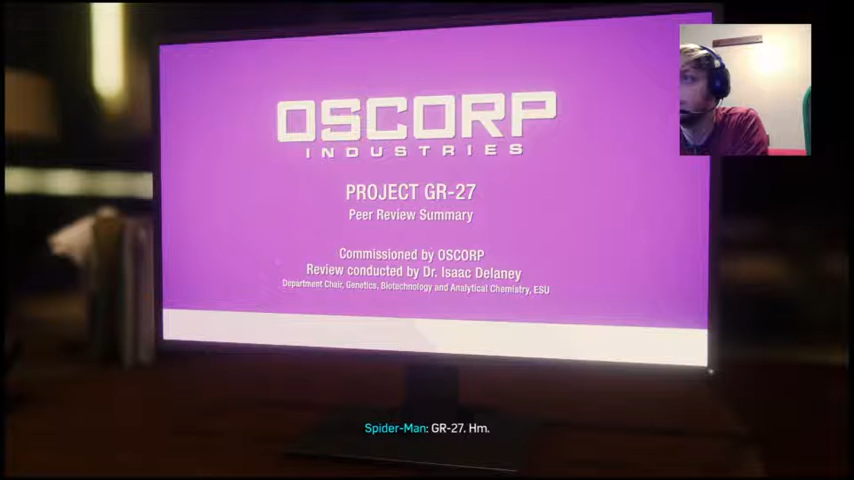 OSCORP
INDUSTRIES
PROJECT GR-27
Peer Review Summary
Commissioned by OSCORP
Review conducted by Dr. Isaac Delaney
Department Chair, Genetics, Biotechnology and Analytical Chemistry, ESU
Spider-Man: GR-27. Hm.